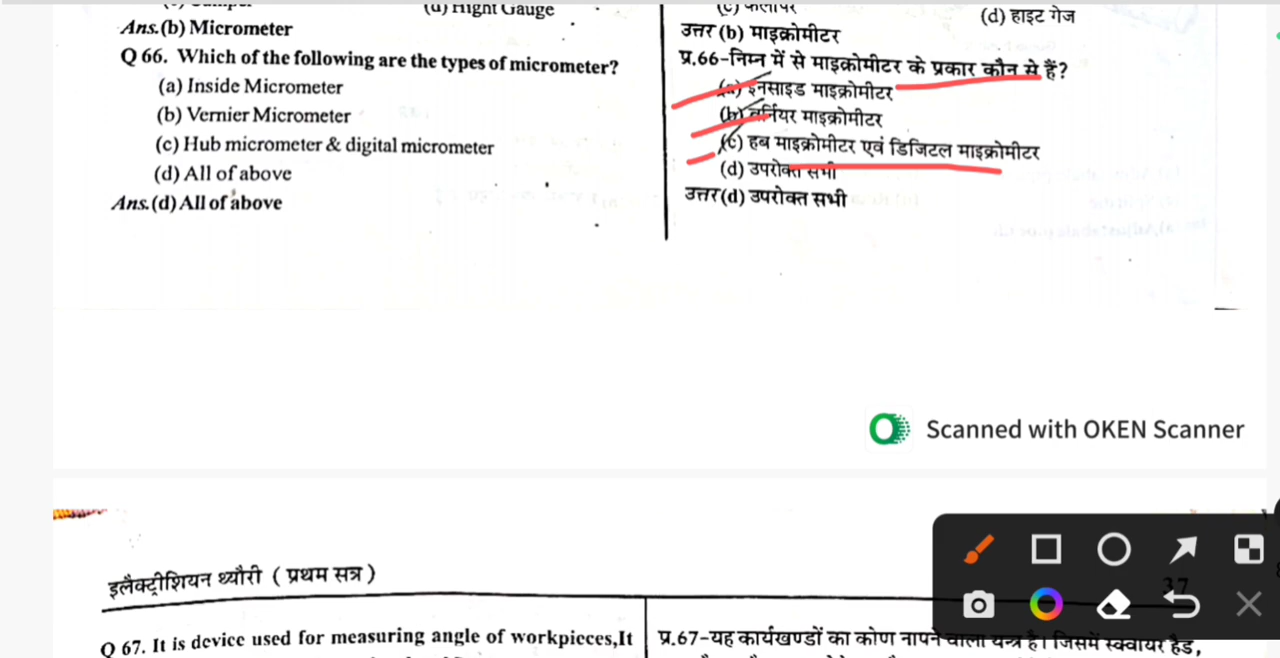 (d) Hight Gauge
Ans.(b) Micrometer
Q 66. Which of the following are the types of micrometer?
(a) Inside Micrometer
(b) Vernier Micrometer
(c) Hub micrometer & digital micrometer
(d) All of above
Ans.(d) All of above
(c) कैलीपर
(d) हाइट गेज
उत्तर (b) माइक्रोमीटर
प्र.66-निम्न में से माइक्रोमीटर के प्रकार कौन से हैं?
(a) इनसाइड माइक्रोमीटर
(b) वर्नियर माइक्रोमीटर
(c) हब माइक्रोमीटर एवं डिजिटल माइक्रोमीटर
(d) उपरोक्त सभी
उत्तर (d) उपरोक्त सभी
Scanned with OKEN Scanner
इलैक्ट्रीशियन थ्यौरी ( प्रथम सत्र )
37
Q 67. It is device used for measuring angle of workpieces,It
प्र.67-यह कार्यखण्डों का कोण नापने वाला यन्त्र है। जिसमें स्क्वायर हैड,